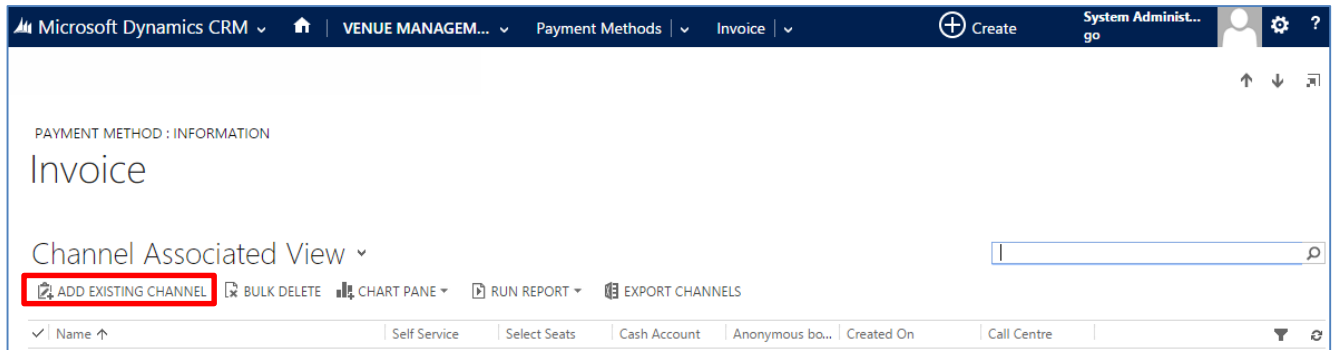 Microsoft Dynamics CRM VENUE MANAGEM... Payment Methods Invoice Create System Administ...
go
?
PAYMENT METHOD : INFORMATION
Invoice
Channel Associated View
ADD EXISTING CHANNEL BULK DELETE CHART PANE RUN REPORT EXPORT CHANNELS
Name Self Service Select Seats Cash Account Anonymous bo... Created On Call Centre